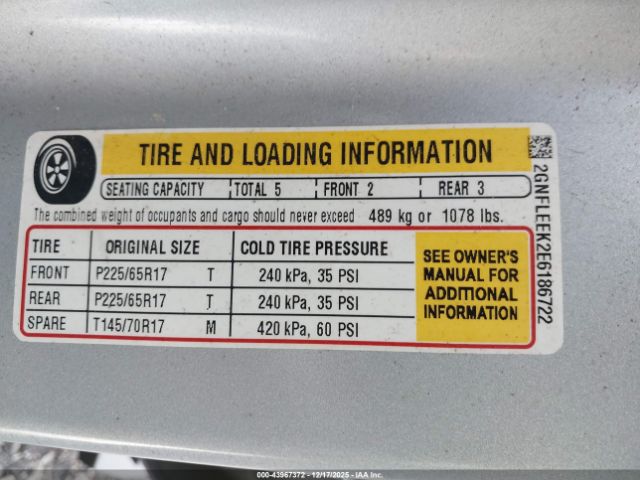 TIRE AND LOADING INFORMATION
SEATING CAPACITY TOTAL 5 FRONT 2 REAR 3
The combined weight of occupants and cargo should never exceed 489 kg or 1078 lbs.
TIRE ORIGINAL SIZE COLD TIRE PRESSURE
FRONT P225/65R17 T 240 kPa, 35 PSI
REAR P225/65R17 T 240 kPa, 35 PSI
SPARE T145/70R17 M 420 kPa, 60 PSI
SEE OWNER'S
MANUAL FOR
ADDITIONAL
INFORMATION
2GNFLEEK2E6186722
000-43967372 - 12/17/2025 - IAAI.COM